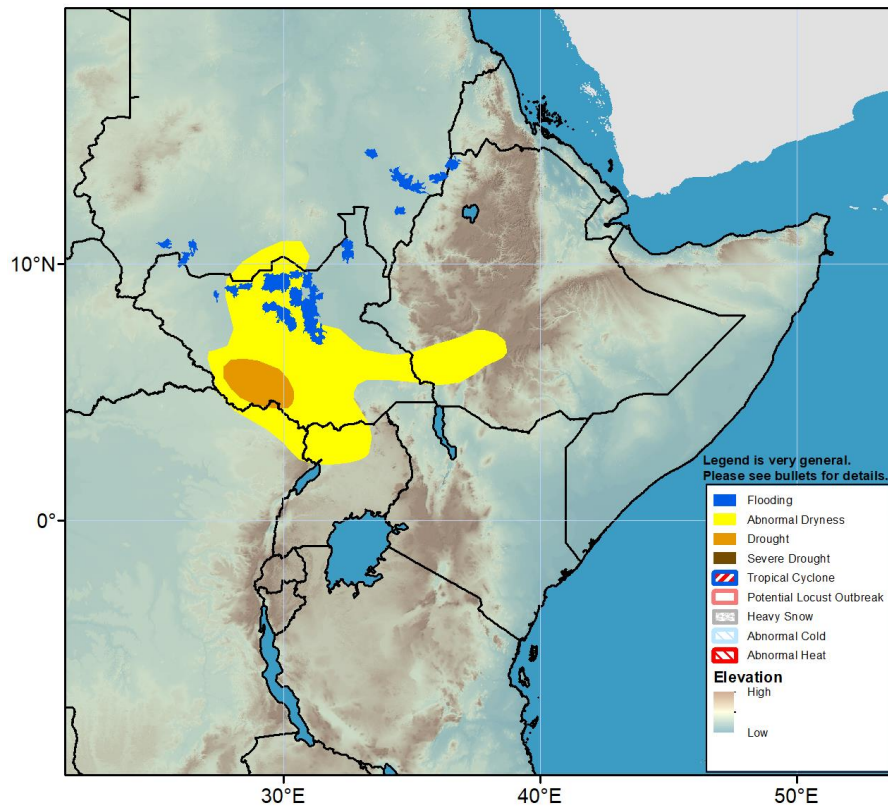 10°N
0°
Legend is very general.
Please see bullets for details.
Flooding
Abnormal Dryness
Drought
Severe Drought
Tropical Cyclone
Potential Locust Outbreak
Heavy Snow
Abnormal Cold
Abnormal Heat
Elevation
High
Low
30°E
40°E
50°E